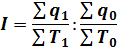 I = ∑ q₁ / ∑ T₁ : ∑ q₀ / ∑ T₀